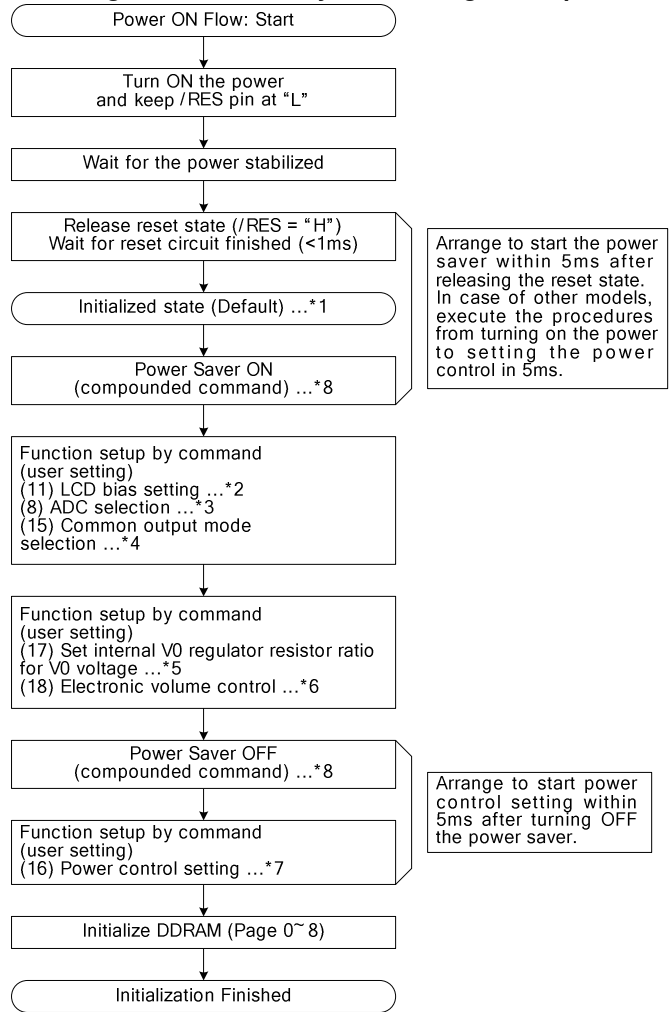 Power ON Flow: Start
Turn ON the power
and keep /RES pin at “L”
Wait for the power stabilized
Release reset state (/RES = “H”)
Wait for reset circuit finished (<1ms)
Initialized state (Default) …*1
Power Saver ON
(compounded command) …*8
Arrange to start the power
saver within 5ms after
releasing the reset state.
In case of other models,
execute the procedures
from turning on the power
to setting the power
control in 5ms.
Function setup by command
(user setting)
(11) LCD bias setting …*2
(8) ADC selection …*3
(15) Common output mode
selection …*4
Function setup by command
(user setting)
(17) Set internal V0 regulator resistor ratio
for V0 voltage …*5
(18) Electronic volume control …*6
Power Saver OFF
(compounded command) …*8
Function setup by command
(user setting)
(16) Power control setting …*7
Arrange to start power
control setting within
5ms after turning OFF
the power saver.
Initialize DDRAM (Page 0~8)
Initialization Finished